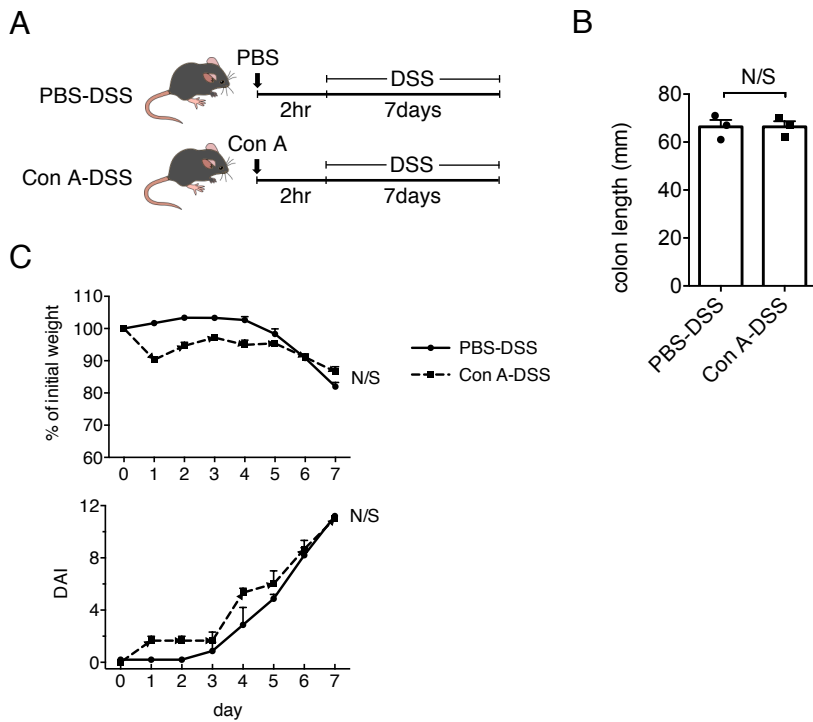 A
PBS
PBS-DSS
DSS
2hr
7days
Con A
Con A-DSS
DSS
2hr
7days
B
N/S
80
60
40
20
0
colon length (mm)
PBS-DSS
Con A-DSS
C
110
100
90
80
70
60
% of initial weight
0 1 2 3 4 5 6 7
N/S
PBS-DSS
Con A-DSS
12
8
4
0
DAI
0 1 2 3 4 5 6 7
N/S
day